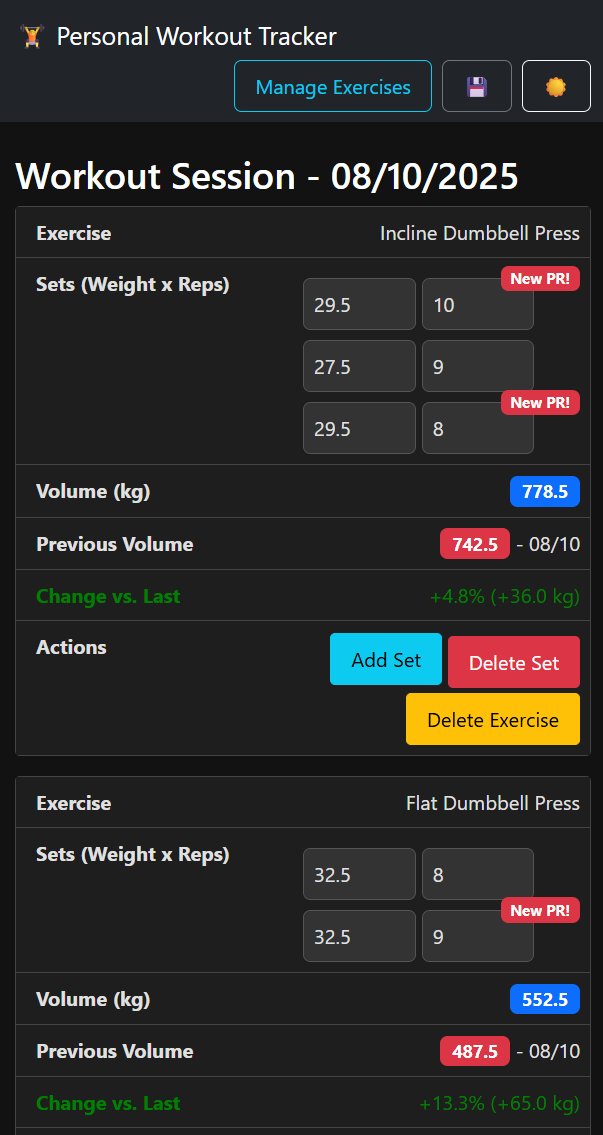 Personal Workout Tracker
Manage Exercises
Workout Session - 08/10/2025
Exercise Incline Dumbbell Press
Sets (Weight x Reps) New PR!
29.5 10
27.5 9
New PR!
29.5 8
Volume (kg) 778.5
Previous Volume 742.5 - 08/10
Change vs. Last +4.8% (+36.0 kg)
Actions Add Set Delete Set
Delete Exercise
Exercise Flat Dumbbell Press
Sets (Weight x Reps)
32.5 8
New PR!
32.5 9
Volume (kg) 552.5
Previous Volume 487.5 - 08/10
Change vs. Last +13.3% (+65.0 kg)